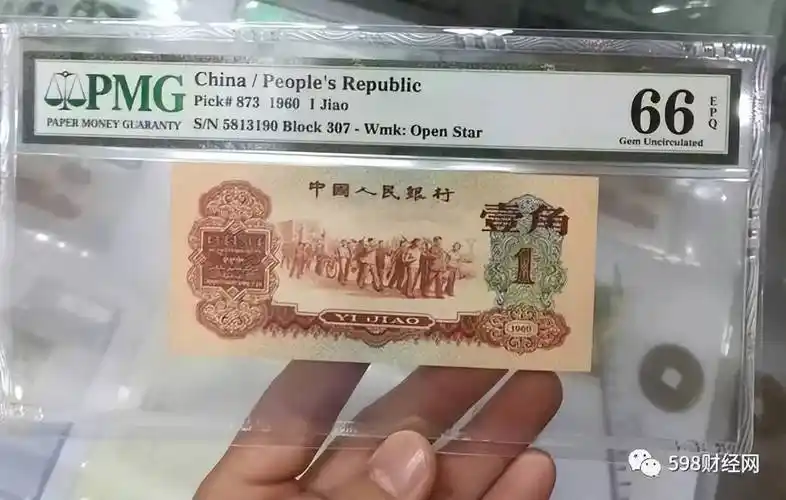 PMG
PAPER MONEY GUARANTY
China / People's Republic
Pick# 873 1960 1 Jiao
S/N 5813190 Block 307 - Wmk: Open Star
66
EPQ
Gem Uncirculated
中國人民銀行
壹角
1
YI JIAO
1960
598财经网